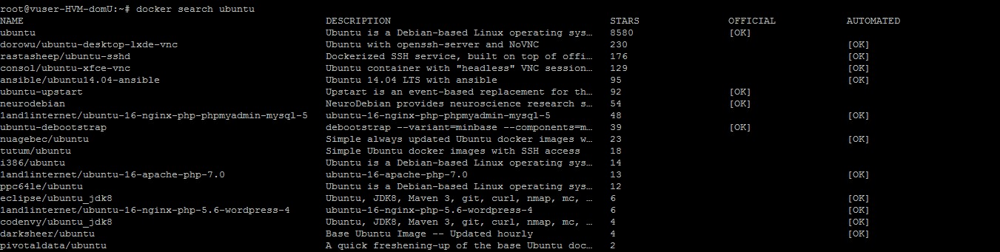 root@vuser-HVM-domU:~# docker search ubuntu
NAME DESCRIPTION STARS OFFICIAL AUTOMATED
ubuntu Ubuntu is a Debian-based Linux operating sys… 8580 [OK]
dorowu/ubuntu-desktop-lxde-vnc Ubuntu with openssh-server and NoVNC 230 [OK]
rastasheep/ubuntu-sshd Dockerized SSH service, built on top of offi… 176 [OK]
consol/ubuntu-xfce-vnc Ubuntu container with "headless" VNC session… 129 [OK]
ansible/ubuntu14.04-ansible Ubuntu 14.04 LTS with ansible 95 [OK]
ubuntu-upstart Upstart is an event-based replacement for th… 92 [OK]
neurodebian NeuroDebian provides neuroscience research s… 54 [OK]
1and1internet/ubuntu-16-nginx-php-phpmyadmin-mysql-5 ubuntu-16-nginx-php-phpmyadmin-mysql-5 48 [OK]
ubuntu-debootstrap debootstrap --variant=minbase --components=m… 39 [OK]
nuagebec/ubuntu Simple always updated Ubuntu docker images w… 23 [OK]
tutum/ubuntu Simple Ubuntu docker images with SSH access 18
i386/ubuntu Ubuntu is a Debian-based Linux operating sys… 14
1and1internet/ubuntu-16-apache-php-7.0 ubuntu-16-apache-php-7.0 13 [OK]
ppc64le/ubuntu Ubuntu is a Debian-based Linux operating sys… 12
eclipse/ubuntu_jdk8 Ubuntu, JDK8, Maven 3, git, curl, nmap, mc, … 6 [OK]
1and1internet/ubuntu-16-nginx-php-5.6-wordpress-4 ubuntu-16-nginx-php-5.6-wordpress-4 6 [OK]
codenvy/ubuntu_jdk8 Ubuntu, JDK8, Maven 3, git, curl, nmap, mc, … 4 [OK]
darksheer/ubuntu Base Ubuntu Image -- Updated hourly 4 [OK]
pivotaldata/ubuntu A quick freshening-up of the base Ubuntu doc… 2